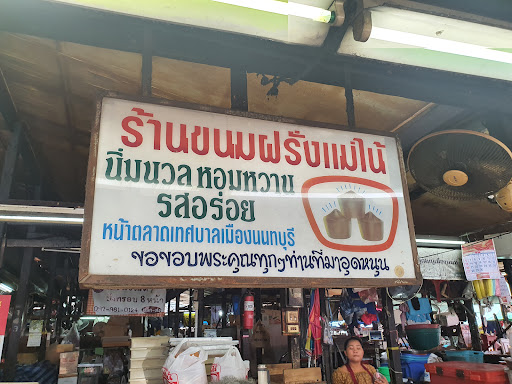 ร้านขนมฝรั่งแม่ไน้
นิ่มนวล หอมหวาน
รสอร่อย
หน้าตลาดเทศบาลเมืองนนทบุรี
ขอขอบพระคุณทุกๆท่านที่มาอุดหนุน